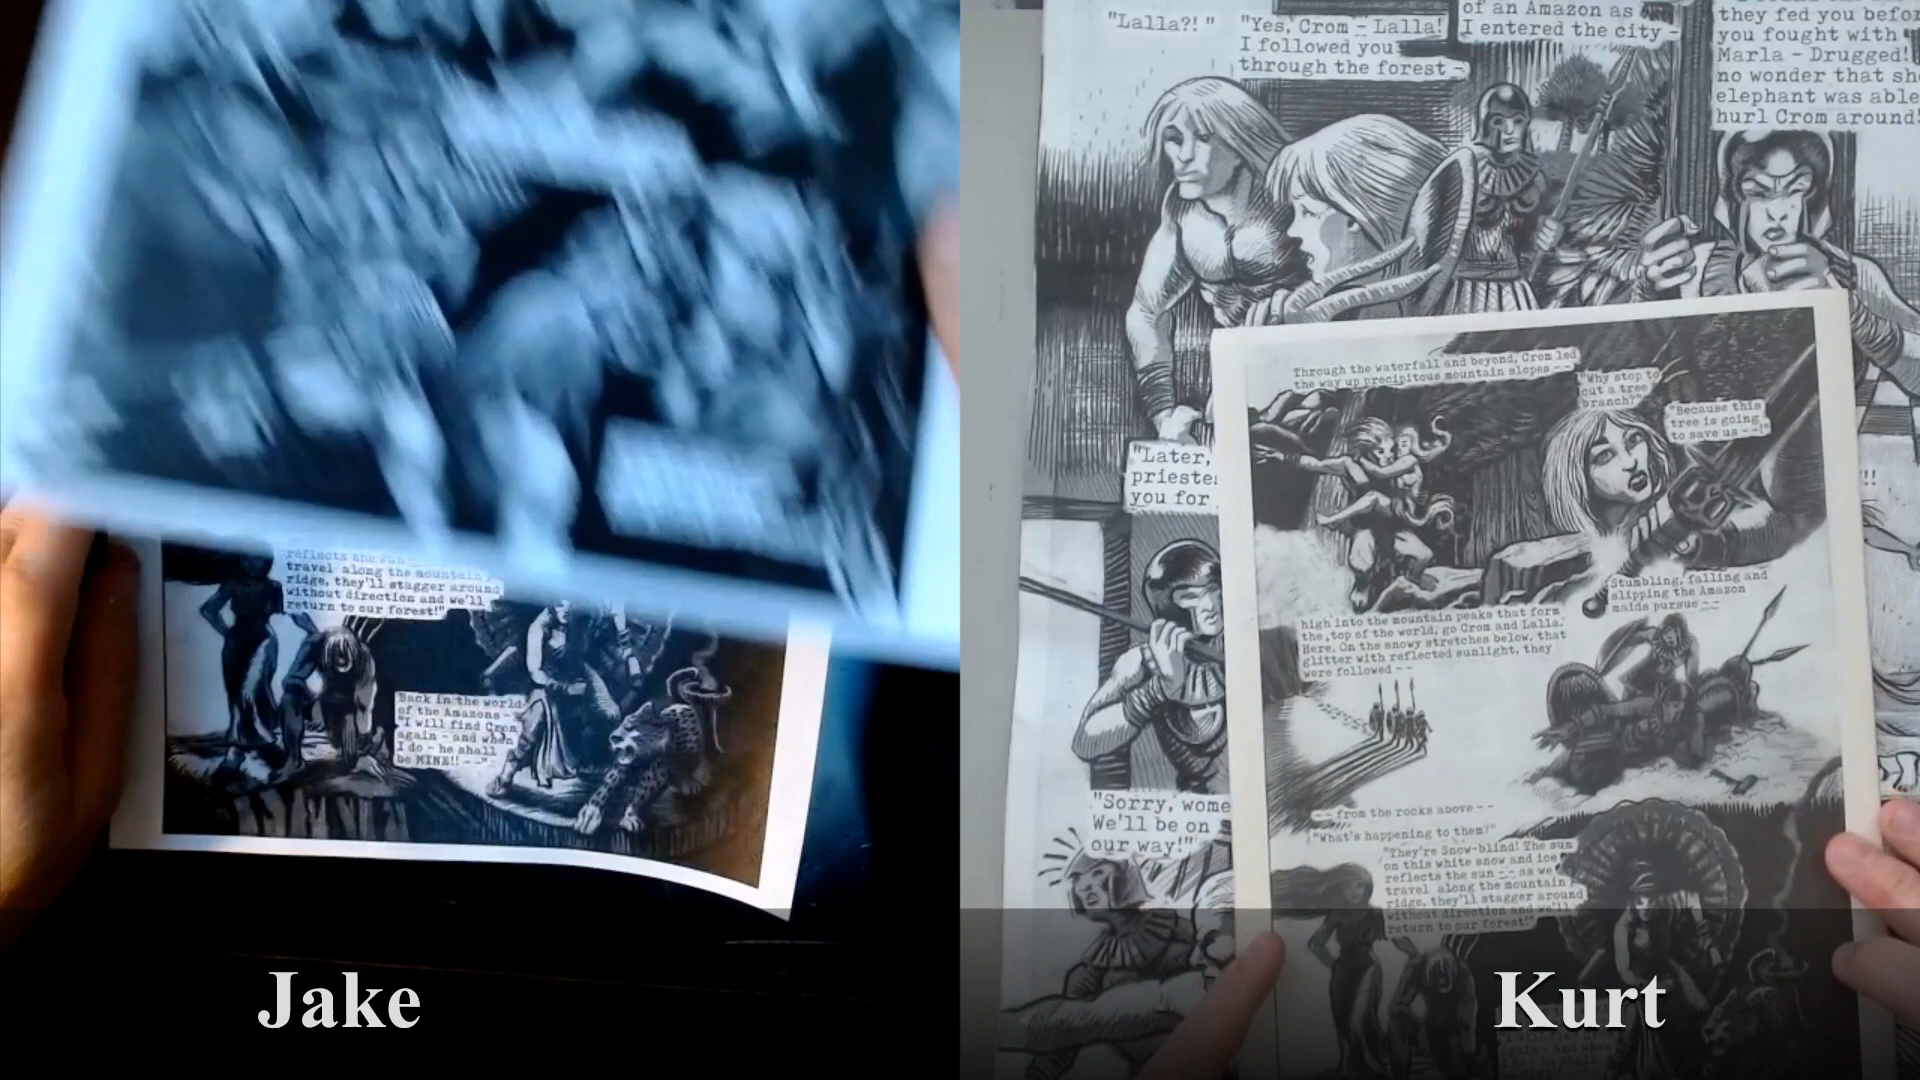 reflects the sun
travel along the mountain
ridge, they'll stagger around
without direction and we'll
return to our forest!"
Back in the world
of the Amazons -
"I will find Crom
again - and when
I do - he shall
be MINE!! - -"
Jake
"Lalla?!"
"Yes, Crom - Lalla!
I followed you
through the forest -
of an Amazon as
I entered the city -
they fed you
you fought with
Marla - Drugged!
no wonder that
elephant was able
hurl Crom around!
"Later,
you for
"Sorry,
We'll be on
our way!"
!!
Through the waterfall and beyond, Crom led
the way up precipitous mountain slopes - -
"Why stop to
cut a tree
branch?"
"Because this
tree is going
to save us - -!"
Stumbling, falling and
slipping the Amazon
maids pursue - -
high into the mountain peaks that form
the top of the world, go Crom and Lalla.
Here, On the snowy stretches below, that
glitter with reflected sunlight, they
were followed - -
- - from the rocks above - -
"What's happening to them?"
"They're Snow-blind! The sun
on this white snow and ice
reflects the sun - - as we
travel along the mountain
ridge, they'll stagger around
without direction and we'll
return to our forest!"
again - and when
I do - he shall
Kurt